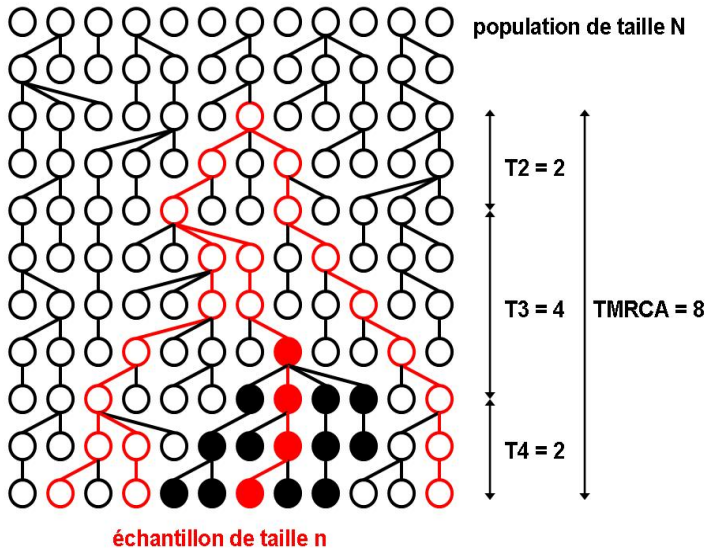 population de taille N
T2 = 2
T3 = 4
TMRCA = 8
T4 = 2
échantillon de taille n